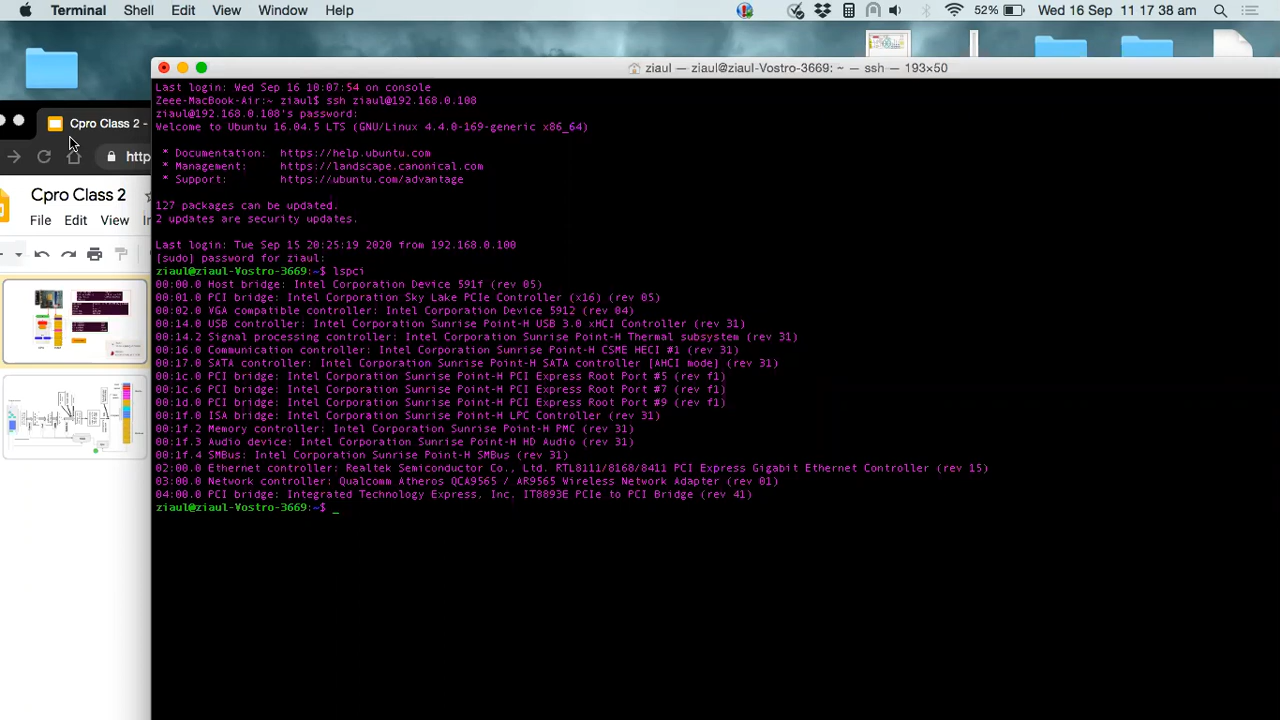 Terminal Shell Edit View Window Help 52% Wed 16 Sep 11 17 38 am
ziaul — ziaul@ziaul-Vostro-3669: ~ — ssh — 193×50
Cpro Class 2 -
http
Cpro Class 2
File Edit View
Last login: Wed Sep 16 10:07:54 on console
Zeee-MacBook-Air:~ ziaul$ ssh ziaul@192.168.0.108
ziaul@192.168.0.108's password:
Welcome to Ubuntu 16.04.5 LTS (GNU/Linux 4.4.0-169-generic x86_64)
* Documentation: https://help.ubuntu.com
* Management: https://landscape.canonical.com
* Support: https://ubuntu.com/advantage
127 packages can be updated.
2 updates are security updates.
Last login: Tue Sep 15 20:25:19 2020 from 192.168.0.108
[sudo] password for ziaul:
ziaul@ziaul-Vostro-3669:~$ lspci
00:00.0 Host bridge: Intel Corporation Device 591f (rev 05)
00:01.0 PCI bridge: Intel Corporation Sky Lake PCIe Controller (x16) (rev 05)
00:02.0 VGA compatible controller: Intel Corporation Device 5912 (rev 04)
00:14.0 USB controller: Intel Corporation Sunrise Point-H USB 3.0 xHCI Controller (rev 31)
00:14.2 Signal processing controller: Intel Corporation Sunrise Point-H Thermal subsystem (rev 31)
00:16.0 Communication controller: Intel Corporation Sunrise Point-H CSME HECI #1 (rev 31)
00:17.0 SATA controller: Intel Corporation Sunrise Point-H SATA controller [AHCI mode] (rev 31)
00:1c.0 PCI bridge: Intel Corporation Sunrise Point-H PCI Express Root Port #5 (rev f1)
00:1c.6 PCI bridge: Intel Corporation Sunrise Point-H PCI Express Root Port #7 (rev f1)
00:1d.0 PCI bridge: Intel Corporation Sunrise Point-H PCI Express Root Port #9 (rev f1)
00:1f.0 ISA bridge: Intel Corporation Sunrise Point-H LPC Controller (rev 31)
00:1f.2 Memory controller: Intel Corporation Sunrise Point-H PMC (rev 31)
00:1f.3 Audio device: Intel Corporation Sunrise Point-H HD Audio (rev 31)
00:1f.4 SMBus: Intel Corporation Sunrise Point-H SMBus (rev 31)
02:00.0 Ethernet controller: Realtek Semiconductor Co., Ltd. RTL8111/8168/8411 PCI Express Gigabit Ethernet Controller (rev 15)
03:00.0 Network controller: Qualcomm Atheros QCA9565 / AR9565 Wireless Network Adapter (rev 01)
04:00.0 PCI bridge: Integrated Technology Express, Inc. IT8893E PCIe to PCI Bridge (rev 41)
ziaul@ziaul-Vostro-3669:~$ _